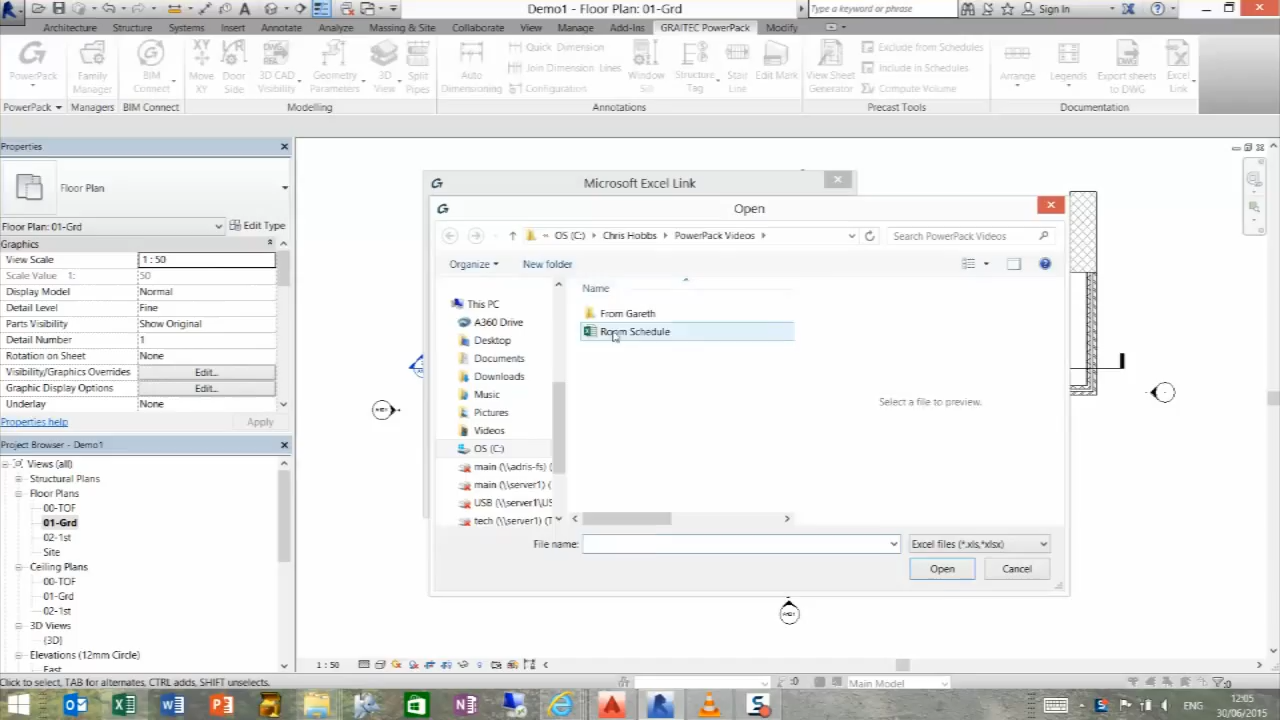 Demo1 - Floor Plan: 01-Grd
Type a keyword or phrase
Sign In
Architecture Structure Systems Insert Annotate Analyze Massing & Site Collaborate View Manage Add-Ins GRAITEC PowerPack Modify
PowerPack
Family Manager
BIM Connect
Move XY
Door Side
3D CAD Visibility
Geometry Parameters
3D View
Split Pipes
Auto Dimensioning
Quick Dimension
Join Dimension Lines
Configuration
Window Sill
Structure Tag
Stair Line
Edit Mark
View Sheet Generator
Exclude from Schedules
Include in Schedules
Compute Volume
Arrange
Legends
Export sheets to DWG
Excel Link
PowerPack Managers BIM Connect Modelling Annotations Precast Tools Documentation
Properties
Floor Plan
Floor Plan: 01-Grd Edit Type
Graphics
View Scale 1 : 50
Scale Value 1: 50
Display Model Normal
Detail Level Fine
Parts Visibility Show Original
Detail Number 1
Rotation on Sheet None
Visibility/Graphics Overrides Edit...
Graphic Display Options Edit...
Underlay None
Properties help Apply
Project Browser - Demo1
Views (all)
Structural Plans
Floor Plans
00-TOF
01-Grd
02-1st
Site
Ceiling Plans
00-TOF
01-Grd
02-1st
3D Views
{3D}
Elevations (12mm Circle)
East
Microsoft Excel Link
Open
OS (C:) Chris Hobbs PowerPack Videos
Search PowerPack Videos
Organize New folder
This PC
A360 Drive
Desktop
Documents
Downloads
Music
Pictures
Videos
OS (C:)
main (\\adris-fs) (
main (\\server1) (
USB (\\server1\US
tech (\\server1) (T
Name
From Gareth
Room Schedule
Select a file to preview.
File name:
Excel files (*.xls,*xlsx)
Open Cancel
1 : 50
Click to select, TAB for alternates, CTRL adds, SHIFT unselects.
:0 Main Model :0
ENG
12:05
30/06/2015